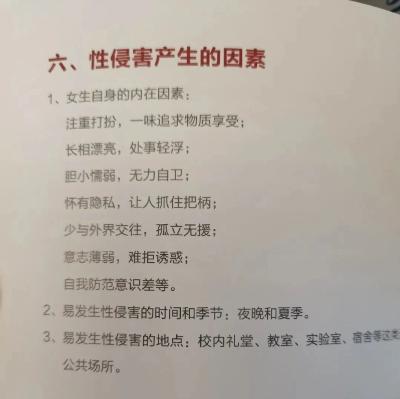 六、性侵害产生的因素
1、女生自身的内在因素：
注重打扮，一味追求物质享受；
长相漂亮，处事轻浮；
胆小懦弱，无力自卫；
怀有隐私，让人抓住把柄；
少与外界交往，孤立无援；
意志薄弱，难拒诱惑；
自我防范意识差等。
2、易发生性侵害的时间和季节：夜晚和夏季。
3、易发生性侵害的地点：校内礼堂、教室、实验室、宿舍等这类
公共场所。